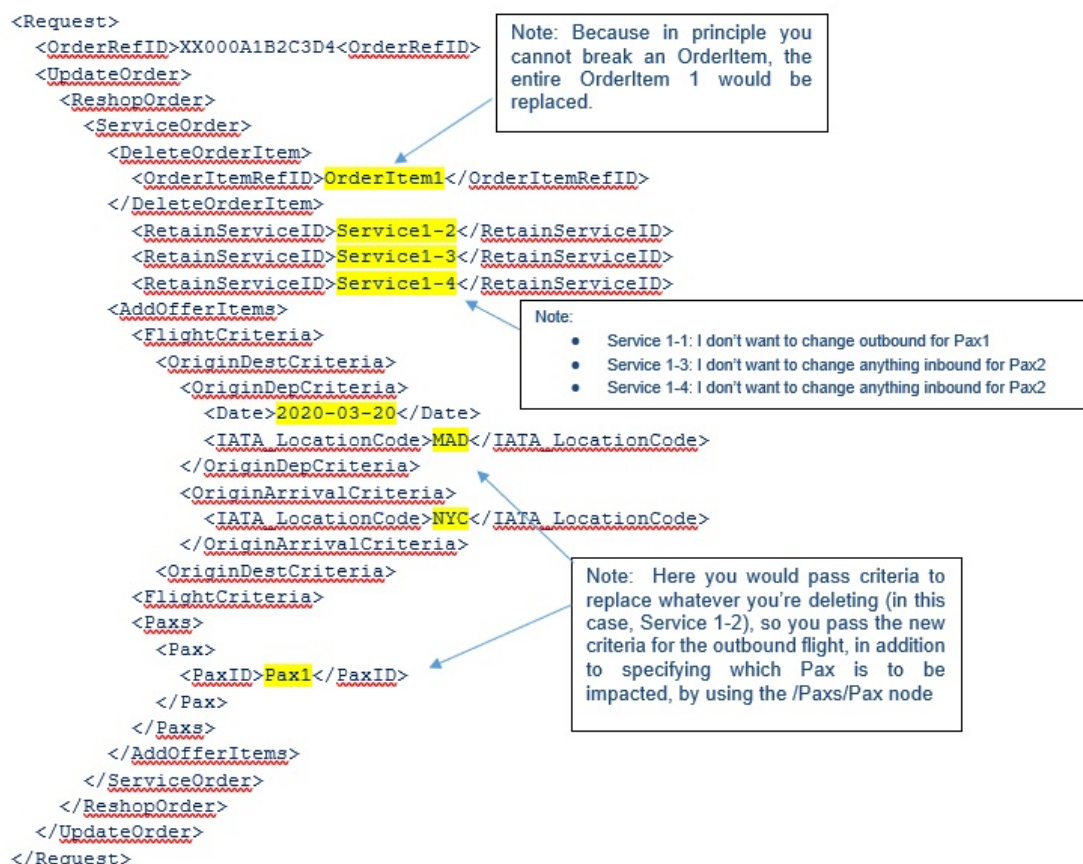 <Request>
<OrderRefID>XX000A1B2C3D4<OrderRefID>
<UpdateOrder>
<ReshopOrder>
<ServiceOrder>
<DeleteOrderItem>
<OrderItemRefID>OrderItem1</OrderItemRefID>
</DeleteOrderItem>
<RetainServiceID>Service1-2</RetainServiceID>
<RetainServiceID>Service1-3</RetainServiceID>
<RetainServiceID>Service1-4</RetainServiceID>
<AddOfferItems>
<FlightCriteria>
<OriginDestCriteria>
<OriginDepCriteria>
<Date>2020-03-20</Date>
<IATA_LocationCode>MAD</IATA_LocationCode>
</OriginDepCriteria>
<OriginArrivalCriteria>
<IATA_LocationCode>NYC</IATA_LocationCode>
</OriginArrivalCriteria>
<OriginDestCriteria>
<FlightCriteria>
<Paxs>
<Pax>
<PaxID>Pax1</PaxID>
</Pax>
</Paxs>
</AddOfferItems>
</ServiceOrder>
</ReshopOrder>
</UpdateOrder>
</Request>
Note: Because in principle you
cannot break an OrderItem, the
entire OrderItem 1 would be
replaced.
Note:
● Service 1-1: I don't want to change outbound for Pax1
● Service 1-3: I don't want to change anything inbound for Pax2
● Service 1-4: I don't want to change anything inbound for Pax2
Note: Here you would pass criteria to
replace whatever you're deleting (in this
case, Service 1-2), so you pass the new
criteria for the outbound flight, in addition
to specifying which Pax is to be
impacted, by using the /Paxs/Pax node